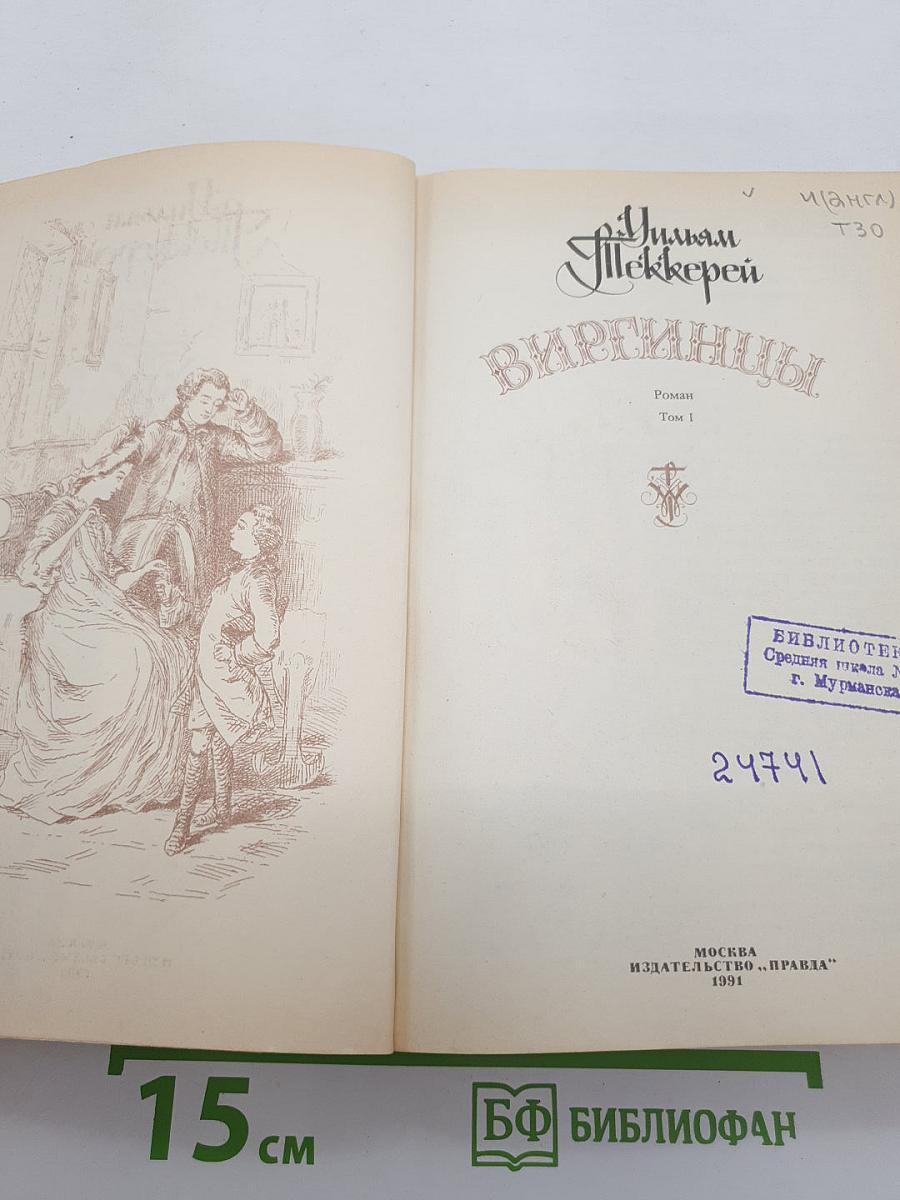 И(англ)
Т30
Уильям
Теккерей
ВИРГИНЦЫ
Роман
Том I
БИБЛИОТЕК
Средняя школа №
г. Мурманска
24741
МОСКВА
ИЗДАТЕЛЬСТВО „ПРАВДА"
1991
15 см
БФ БИБЛИОФАН